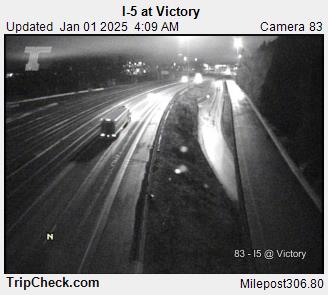 I-5 at Victory
Updated Jan 01 2025 4:09 AM Camera 83
T
N
83 - I5 @ Victory
TripCheck.com Milepost306.80